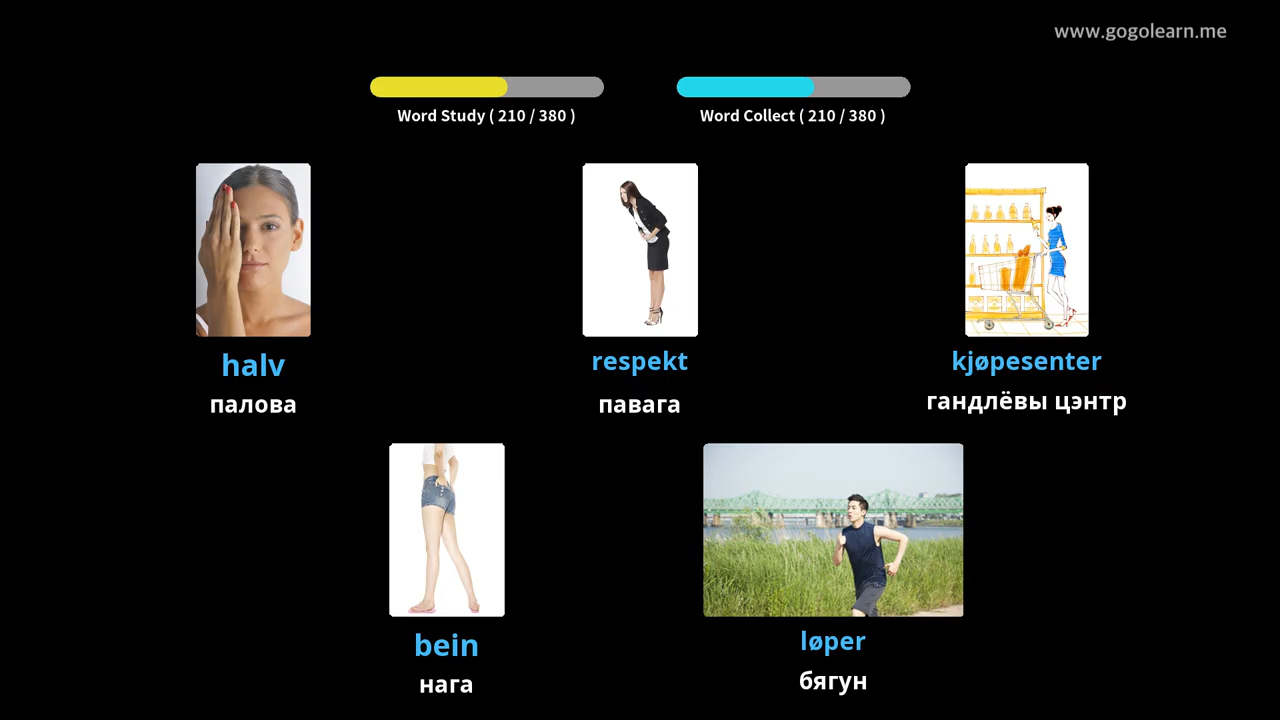 www.gogolearn.me
Word Study ( 210 / 380 )
Word Collect ( 210 / 380 )
halv
палова
respekt
павага
kjøpesenter
гандлёвы цэнтр
bein
нага
løper
бягун